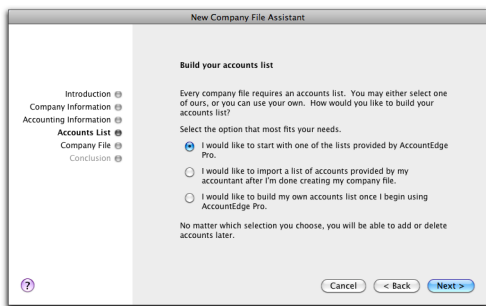 New Company File Assistant
Introduction
Company Information
Accounting Information
Accounts List
Company File
Conclusion
Build your accounts list
Every company file requires an accounts list. You may either select one
of ours, or you can use your own. How would you like to build your
accounts list?
Select the option that most fits your needs.
I would like to start with one of the lists provided by AccountEdge
Pro.
I would like to import a list of accounts provided by my
accountant after I'm done creating my company file.
I would like to build my own accounts list once I begin using
AccountEdge Pro.
No matter which selection you choose, you will be able to add or delete
accounts later.
?
Cancel
< Back
Next >